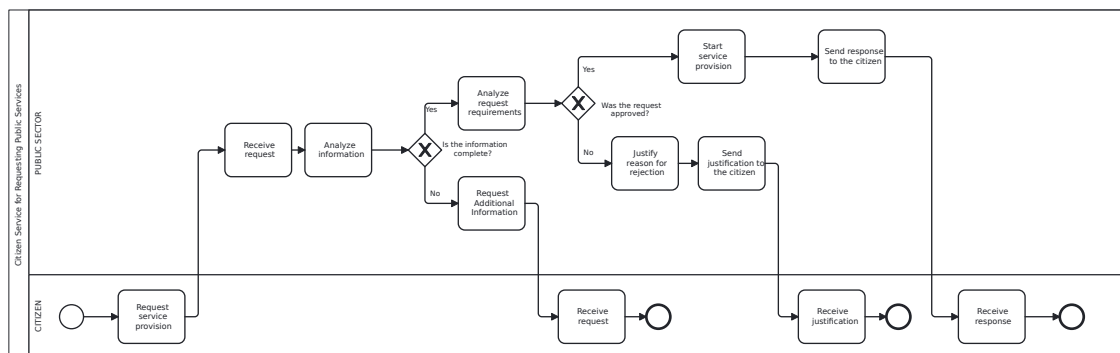 Citizen Service for Requesting Public Services
PUBLIC SECTOR
Receive
request
Analyze
information
Is the information
complete?
Yes
No
Analyze
request
requirements
Request
Additional
Information
Was the request
approved?
Yes
No
Start
service
provision
Send response
to the citizen
Justify
reason for
rejection
Send
justification to
the citizen
CITIZEN
Request
service
provision
Receive
request
Receive
justification
Receive
response